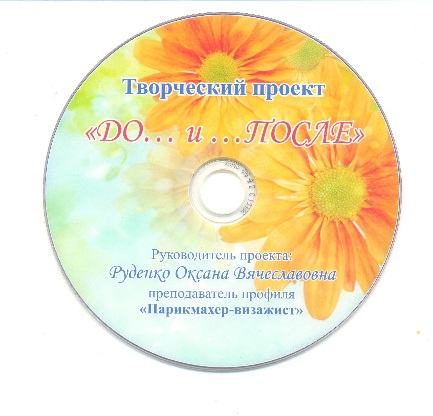 Творческий проект
«ДО... и ...ПОСЛЕ»
Руководитель проекта:
Руденко Оксана Вячеславовна
преподаватель профиля
«Парикмахер-визажист»